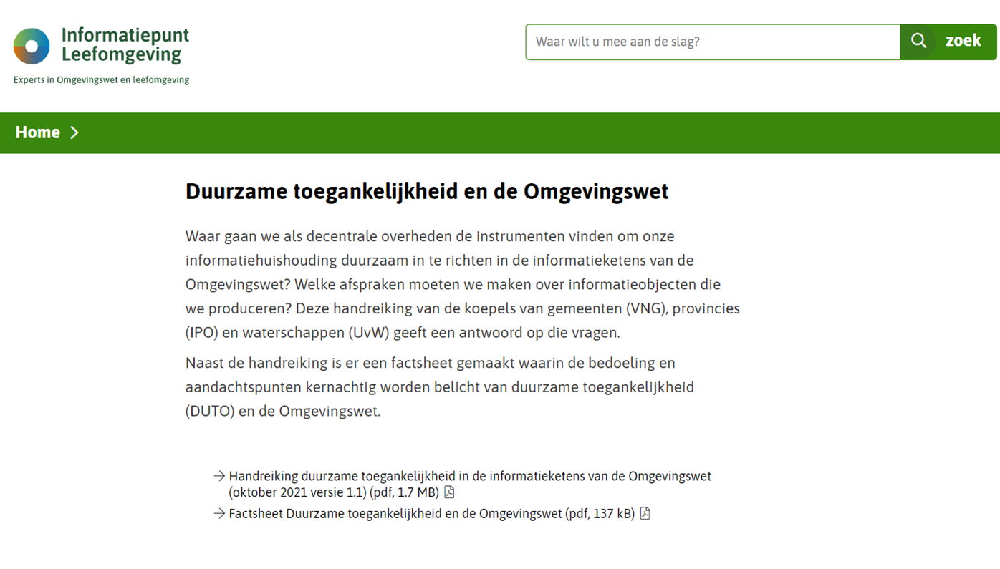 Informatiepunt
Leefomgeving
Experts in Omgevingswet en leefomgeving
Waar wilt u mee aan de slag?
zoek
Home
Duurzame toegankelijkheid en de Omgevingswet
Waar gaan we als decentrale overheden de instrumenten vinden om onze
informatiehuishouding duurzaam in te richten in de informatieketens van de
Omgevingswet? Welke afspraken moeten we maken over informatieobjecten die
we produceren? Deze handreiking van de koepels van gemeenten (VNG), provincies
(IPO) en waterschappen (UvW) geeft een antwoord op die vragen.
Naast de handreiking is er een factsheet gemaakt waarin de bedoeling en
aandachtspunten kernachtig worden belicht van duurzame toegankelijkheid
(DUTO) en de Omgevingswet.
Handreiking duurzame toegankelijkheid in de informatieketens van de Omgevingswet
(oktober 2021 versie 1.1) (pdf, 1.7 MB)
Factsheet Duurzame toegankelijkheid en de Omgevingswet (pdf, 137 kB)